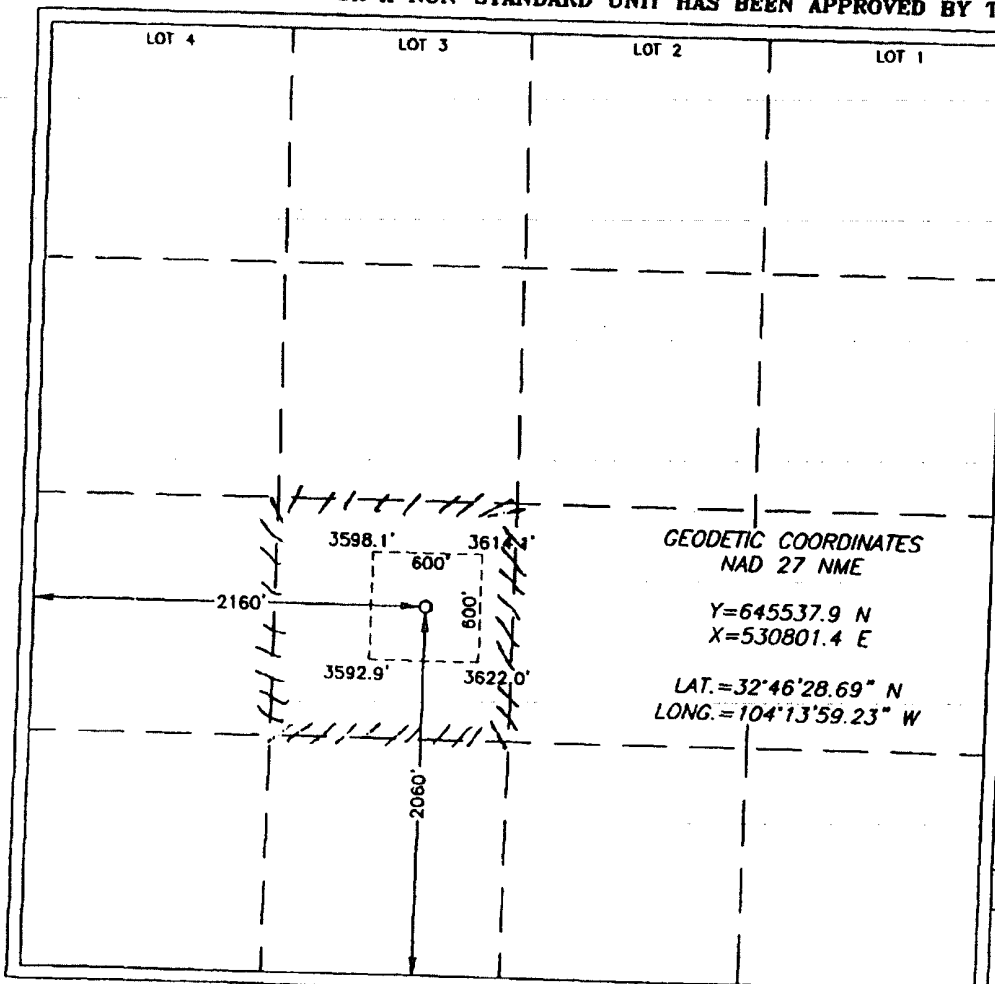 NON-STANDARD UNIT HAS BEEN APPROVED BY
LOT 4
LOT 3
LOT 2
LOT 1
3598.1'
3614.1'
600'
600'
2160'
3592.9'
3622.0'
2060'
GEODETIC COORDINATES
NAD 27 NME
Y=645537.9 N
X=530801.4 E
LAT.=32°46'28.69" N
LONG.=104°13'59.23" W